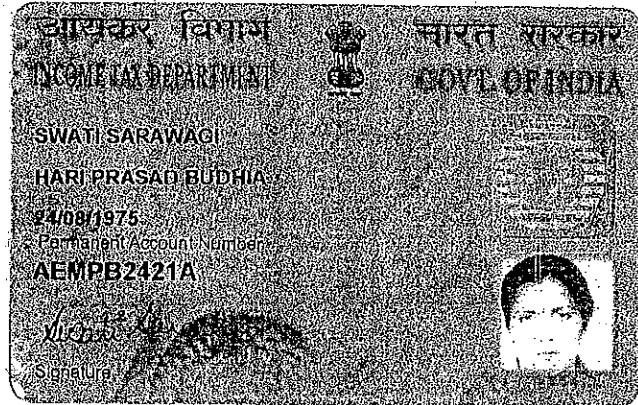 आयकर विभाग
भारत सरकार
INCOME TAX DEPARTMENT
GOVT. OF INDIA
SWATI SARAWAGI
HARI PRASAD BUDHIA
24/08/1975
Permanent Account Number
AEMPB2421A
Signature